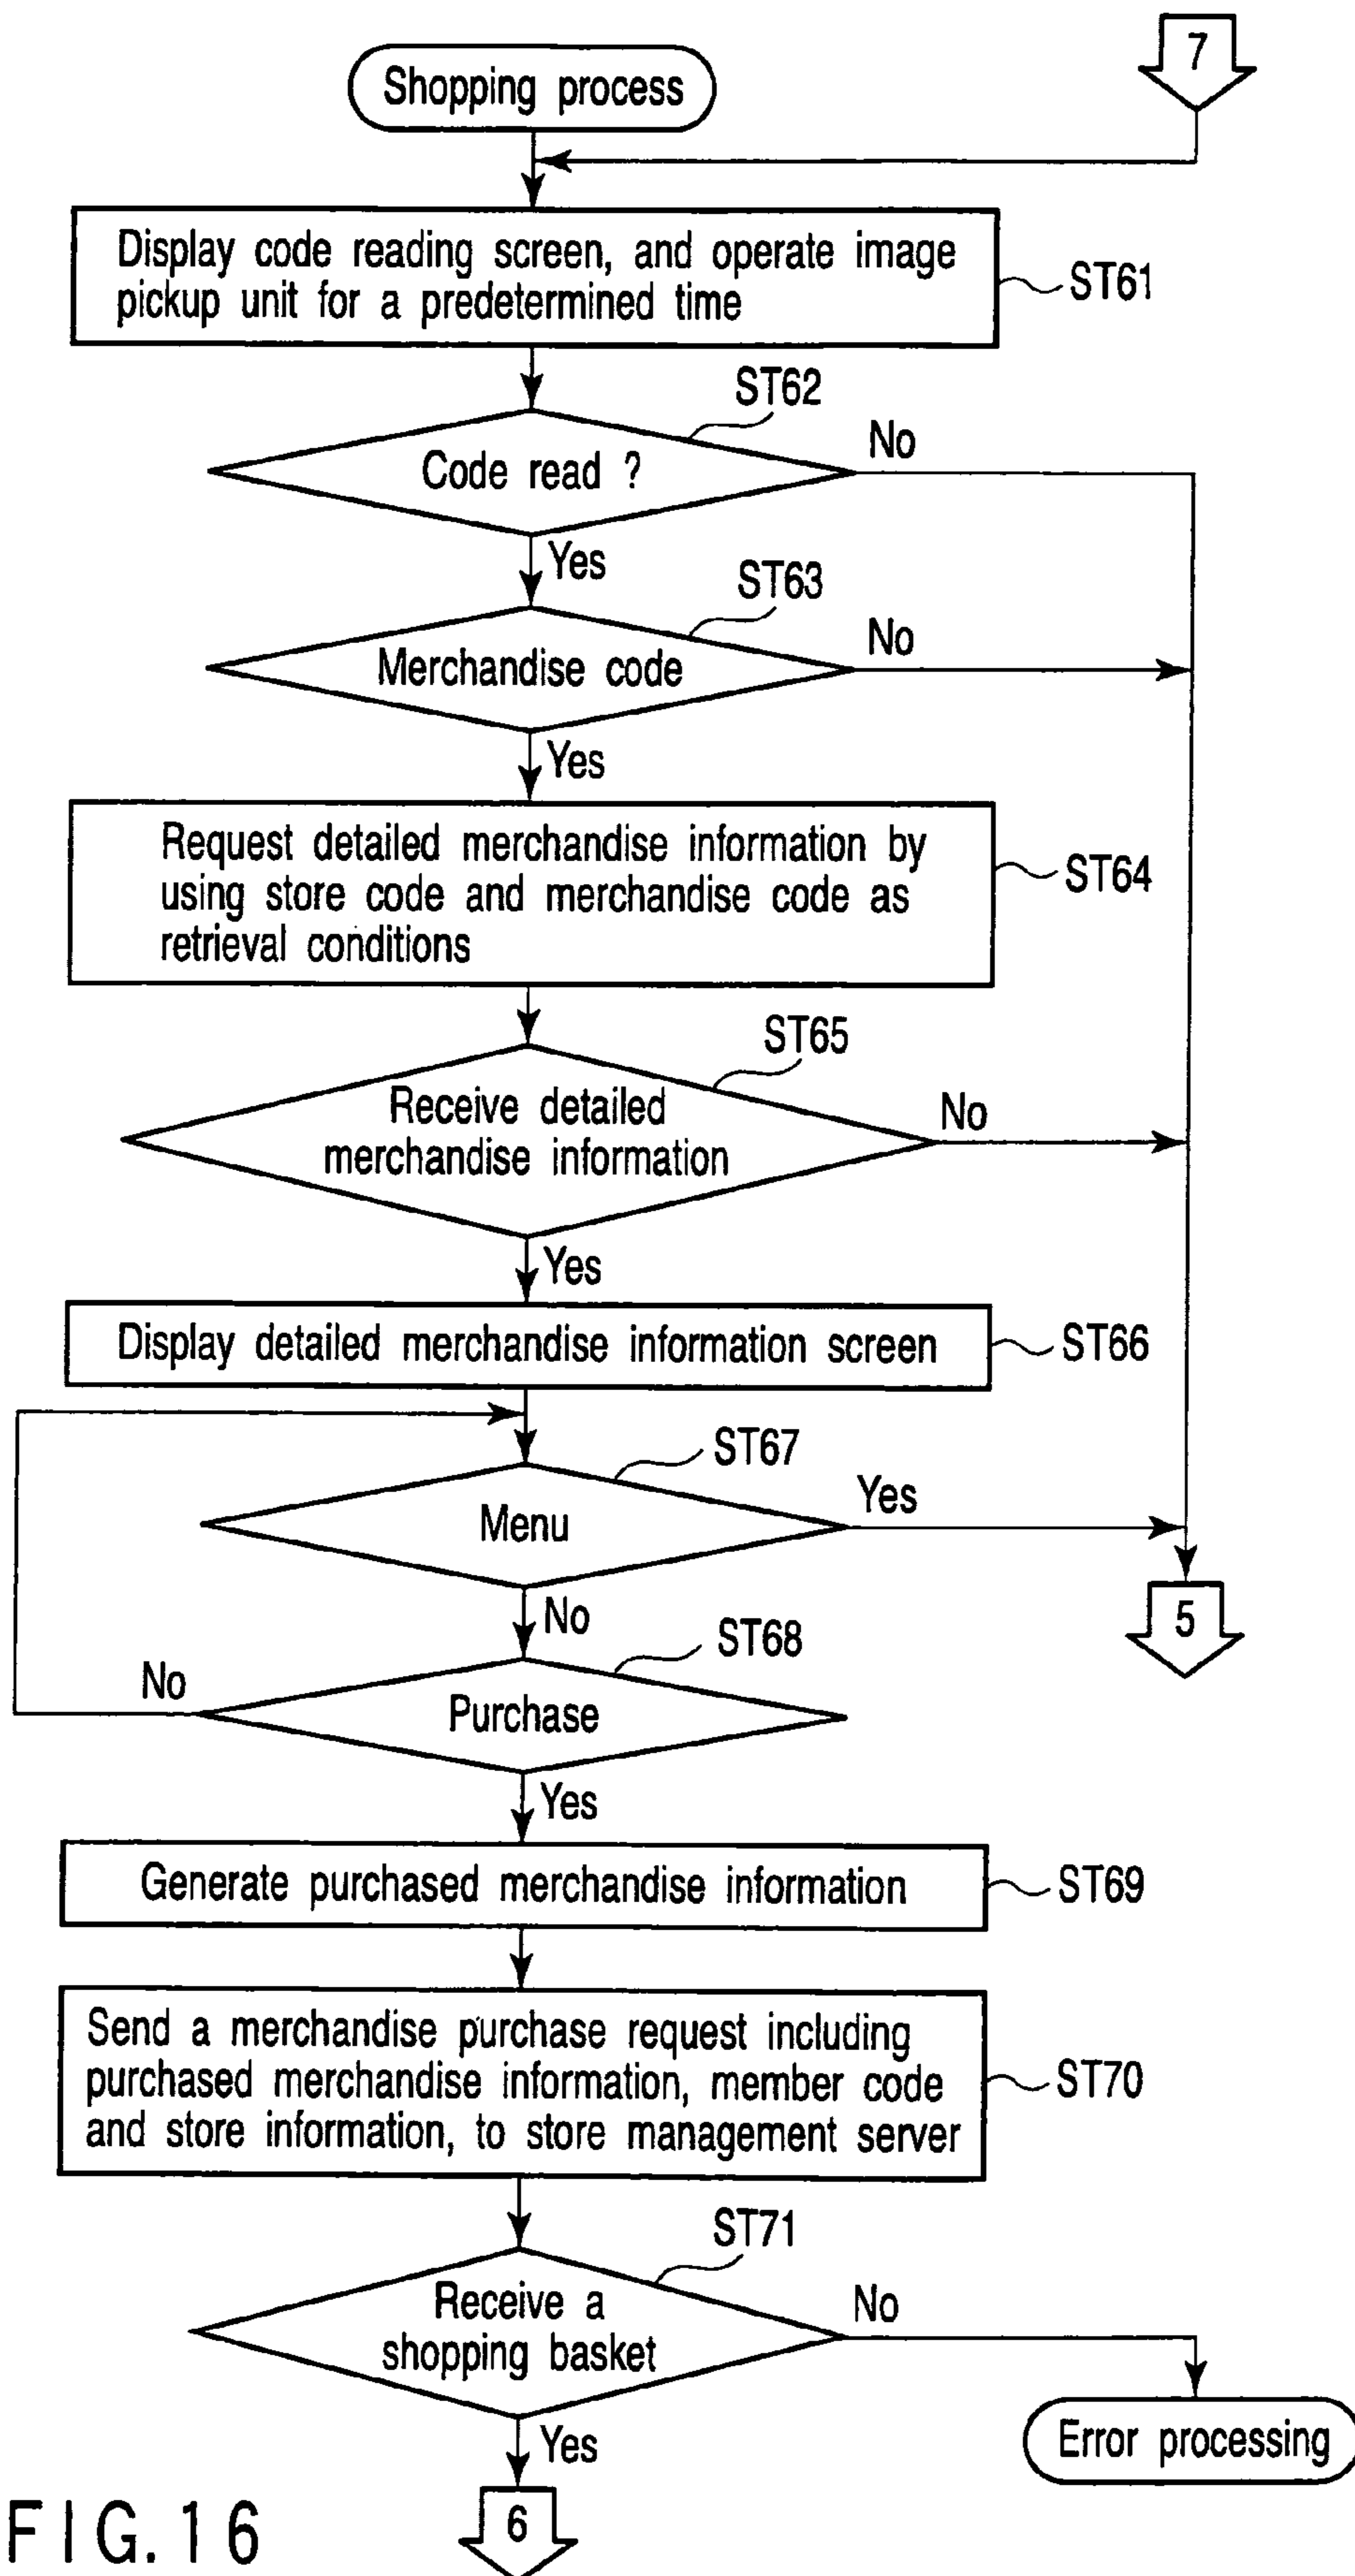 7
Shopping process
Display code reading screen, and operate image
pickup unit for a predetermined time
ST61
ST62
Code read ?
No
Yes
ST63
Merchandise code
No
Yes
Request detailed merchandise information by
using store code and merchandise code as
retrieval conditions
ST64
ST65
Receive detailed
merchandise information
No
Yes
Display detailed merchandise information screen
ST66
ST67
Menu
Yes
No
5
ST68
Purchase
No
Yes
Generate purchased merchandise information
ST69
Send a merchandise purchase request including
purchased merchandise information, member code
and store information, to store management server
ST70
ST71
Receive a
shopping basket
No
Yes
Error processing
6
FIG.16